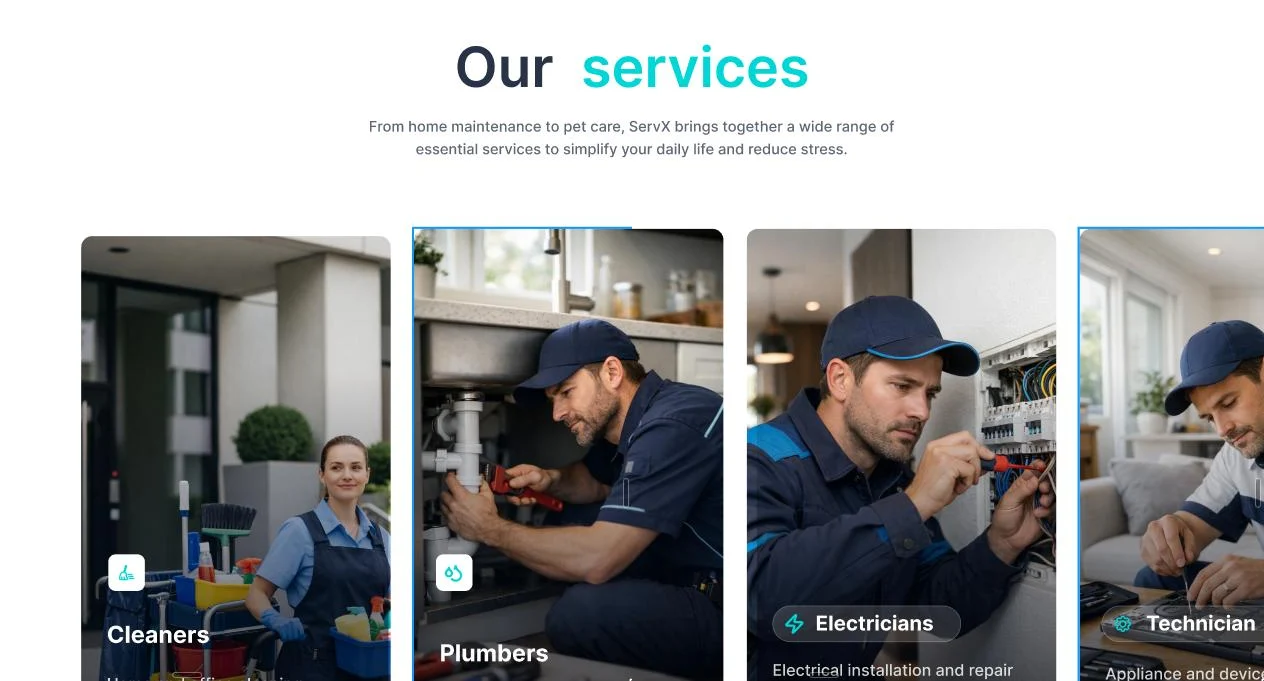 Our services
From home maintenance to pet care, ServX brings together a wide range of
essential services to simplify your daily life and reduce stress.
Cleaners
Plumbers
Electricians
Electrical installation and repair
Technician
Appliance and device